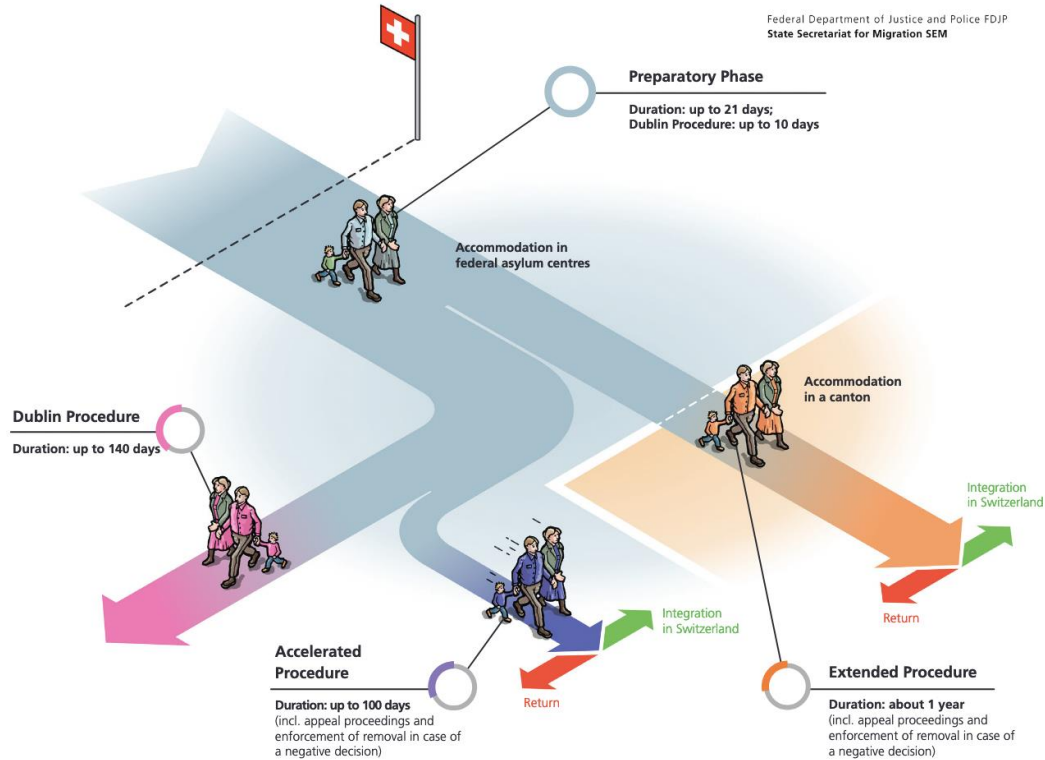 Federal Department of Justice and Police FDJP
State Secretariat for Migration SEM
Preparatory Phase
Duration: up to 21 days;
Dublin Procedure: up to 10 days
Accommodation in
federal asylum centres
Accommodation
in a canton
Dublin Procedure
Duration: up to 140 days
Integration
in Switzerland
Return
Integration
in Switzerland
Return
Accelerated
Procedure
Duration: up to 100 days
(incl. appeal proceedings and
enforcement of removal in case of
a negative decision)
Extended Procedure
Duration: about 1 year
(incl. appeal proceedings and
enforcement of removal in case of
a negative decision)